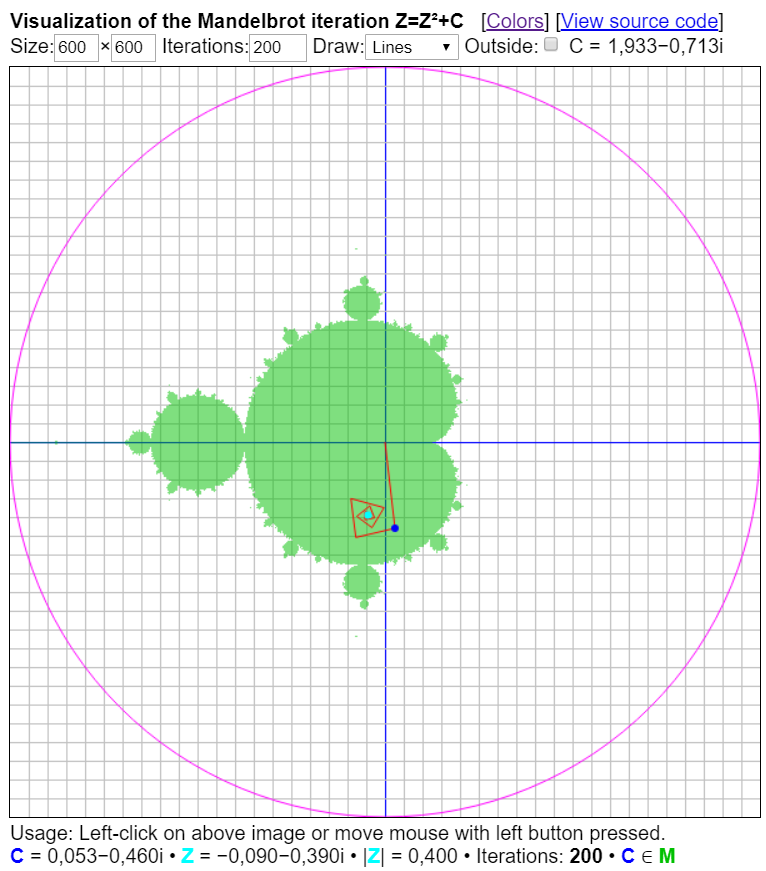 Visualization of the Mandelbrot iteration Z=Z²+C [Colors] [View source code]
Size: 600 × 600 Iterations: 200 Draw: Lines Outside: C = 1,933−0,713i
Usage: Left-click on above image or move mouse with left button pressed.
C = 0,053−0,460i • Z = −0,090−0,390i • |Z| = 0,400 • Iterations: 200 • C ∈ M